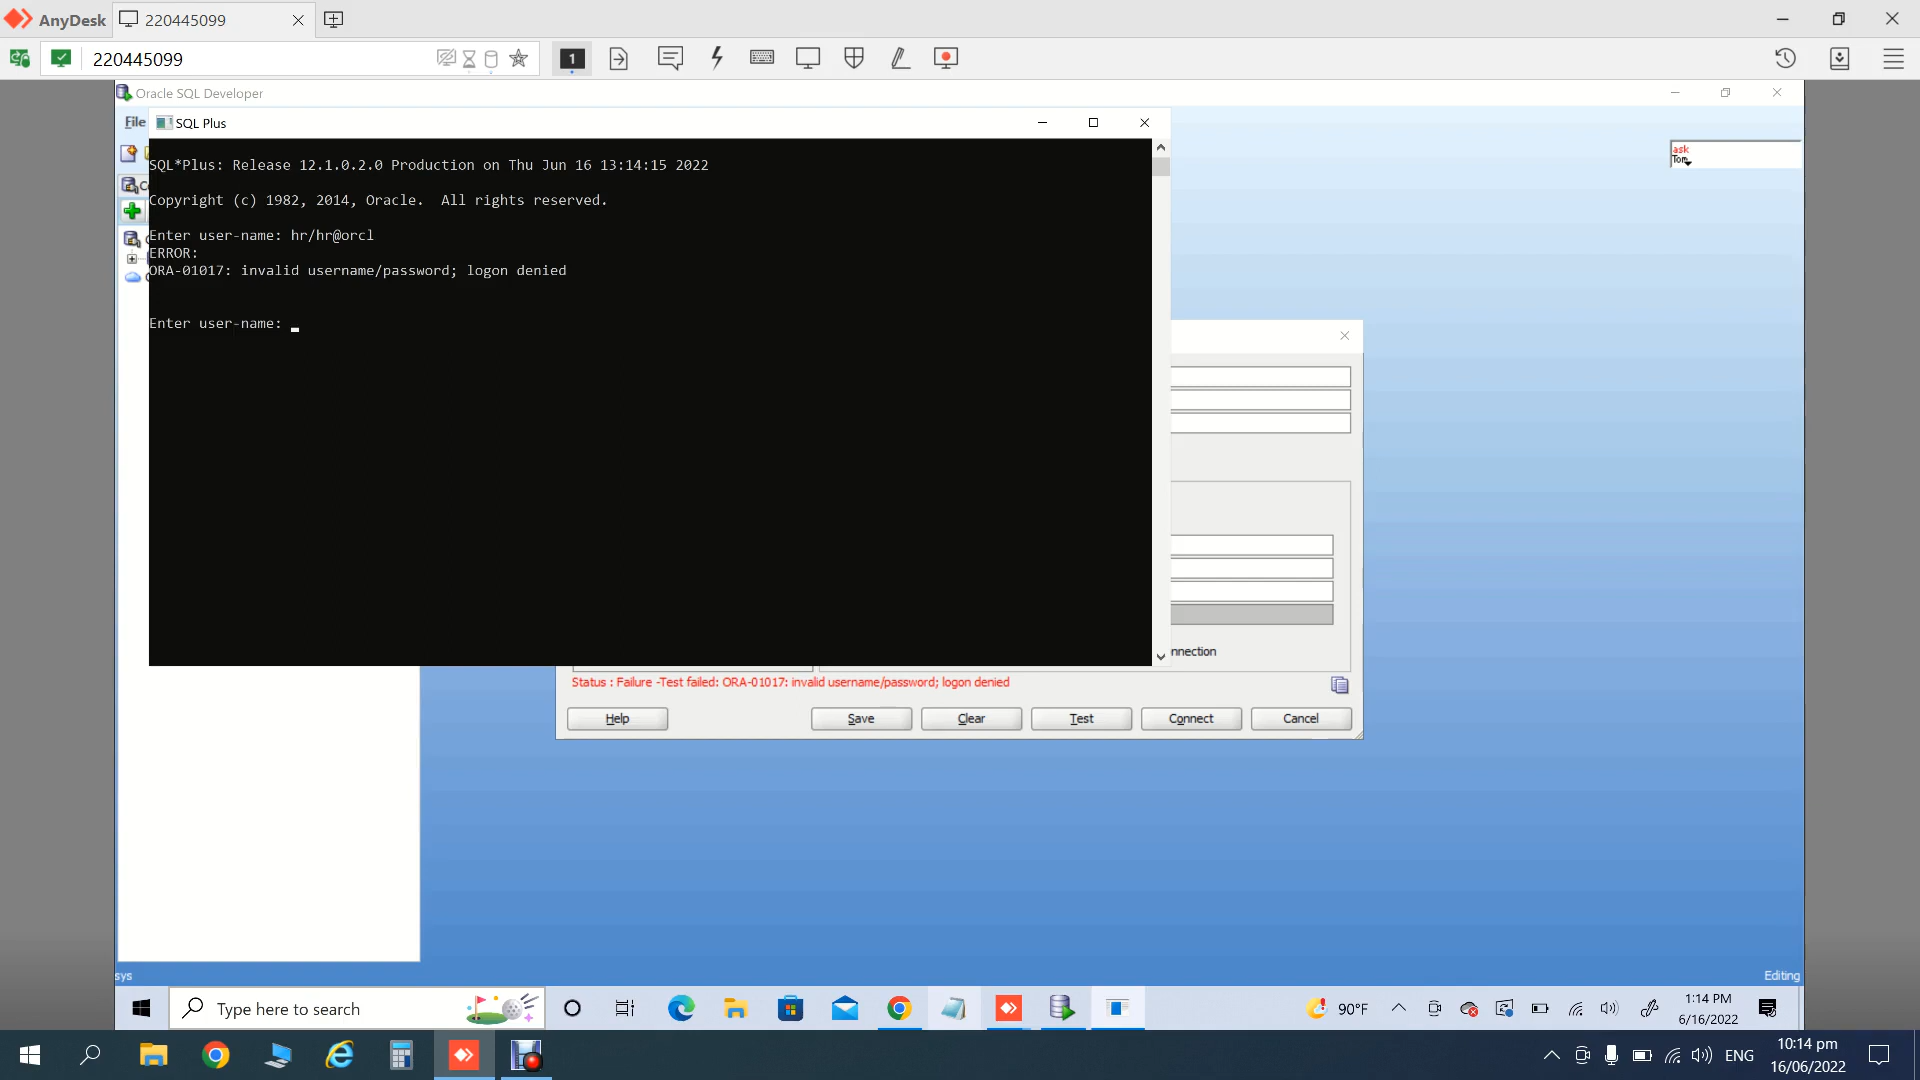 AnyDesk
220445099
220445099
1
Oracle SQL Developer
File
SQL Plus
ask
Tom
SQL*Plus: Release 12.1.0.2.0 Production on Thu Jun 16 13:14:15 2022
Copyright (c) 1982, 2014, Oracle.  All rights reserved.
Enter user-name: hr/hr@orcl
ERROR:
ORA-01017: invalid username/password; logon denied
Enter user-name:
nnection
Status : Failure -Test failed: ORA-01017: invalid username/password; logon denied
Help
Save
Clear
Test
Connect
Cancel
sys
Editing
Type here to search
90°F
1:14 PM
6/16/2022
ENG
10:14 pm
16/06/2022